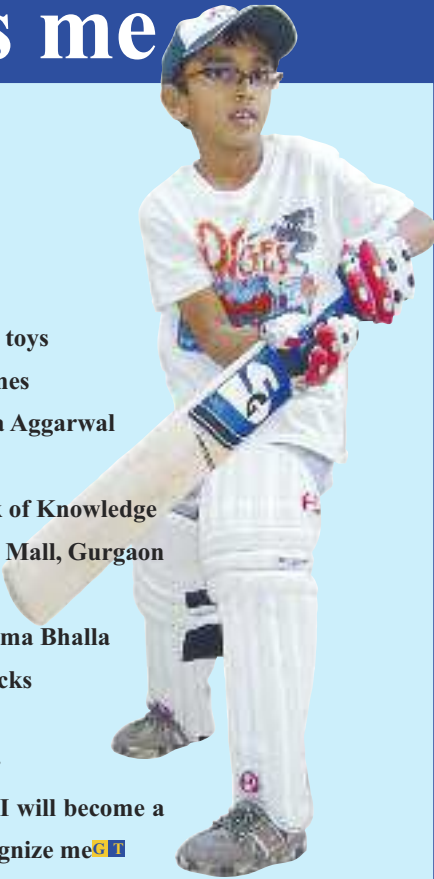 s me
toys
nes
a Aggarwal
k of Knowledge
Mall, Gurgaon
ma Bhalla
cks
I will become a
gnize me G T